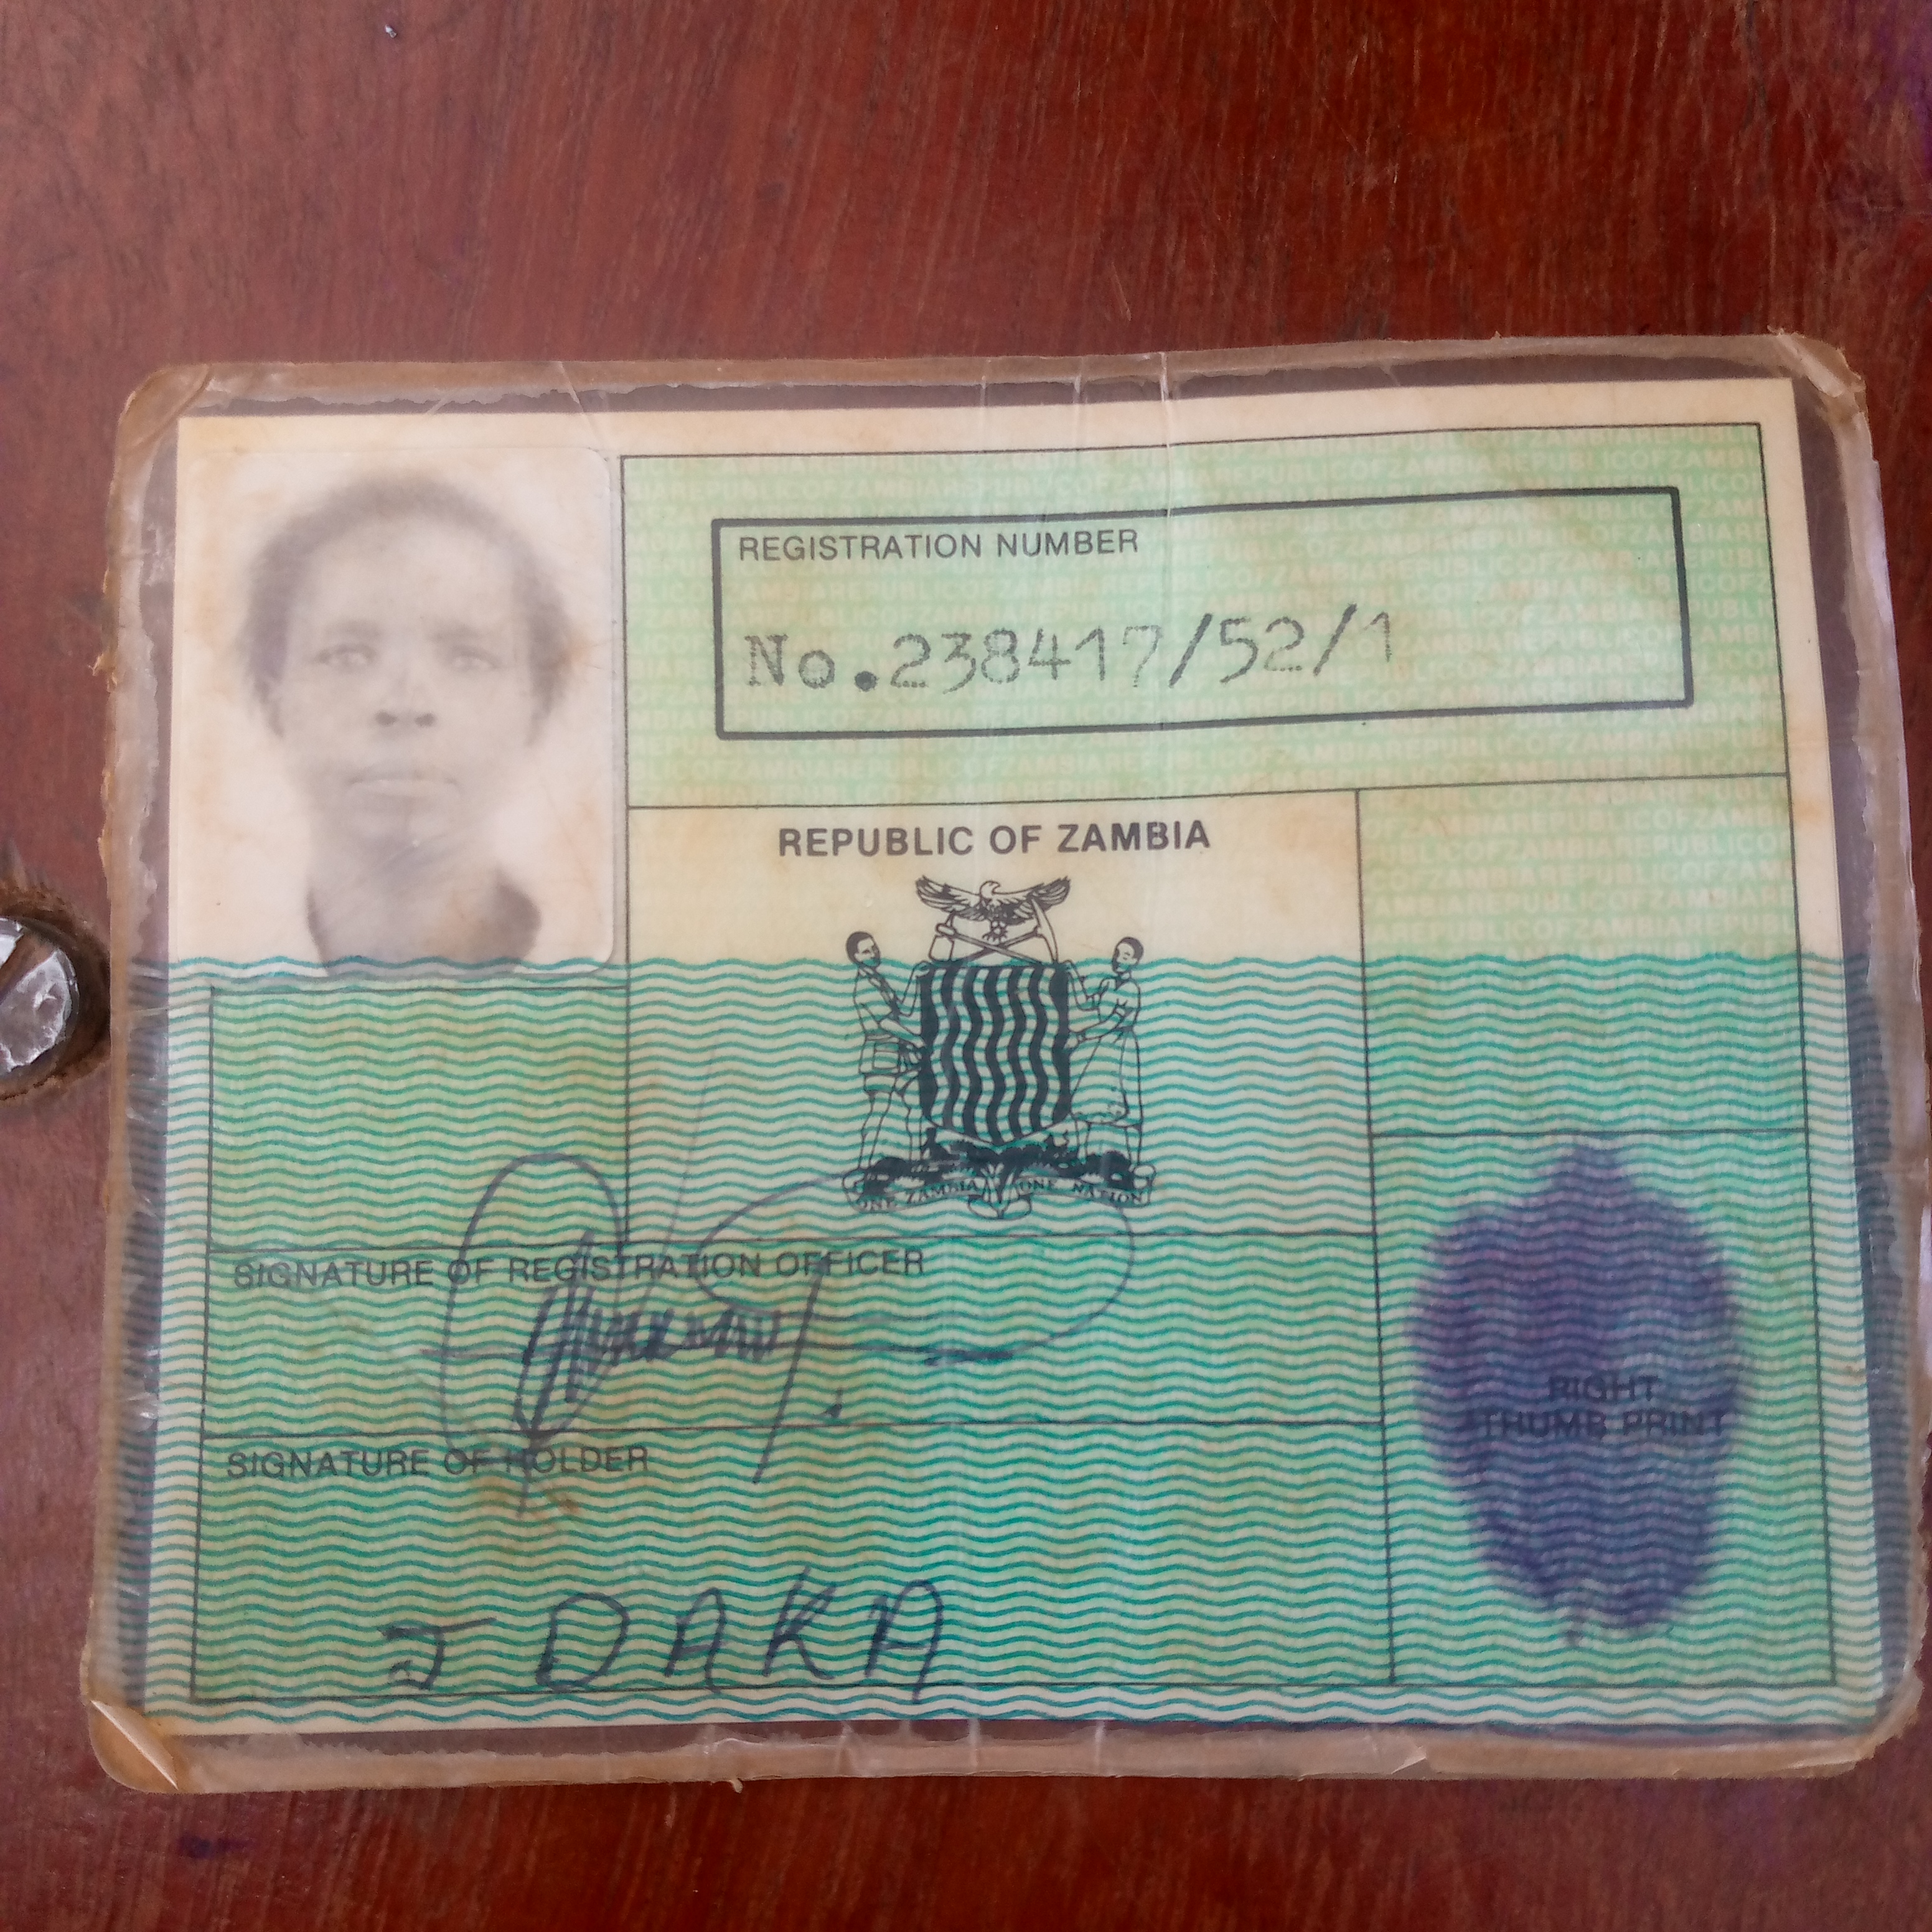 REGISTRATION NUMBER
No.238417/52/1
REPUBLIC OF ZAMBIA
ONE ZAMBIA ONE NATION
SIGNATURE OF REGISTRATION OFFICER
SIGNATURE OF HOLDER
J DAKA
RIGHT
THUMB PRINT